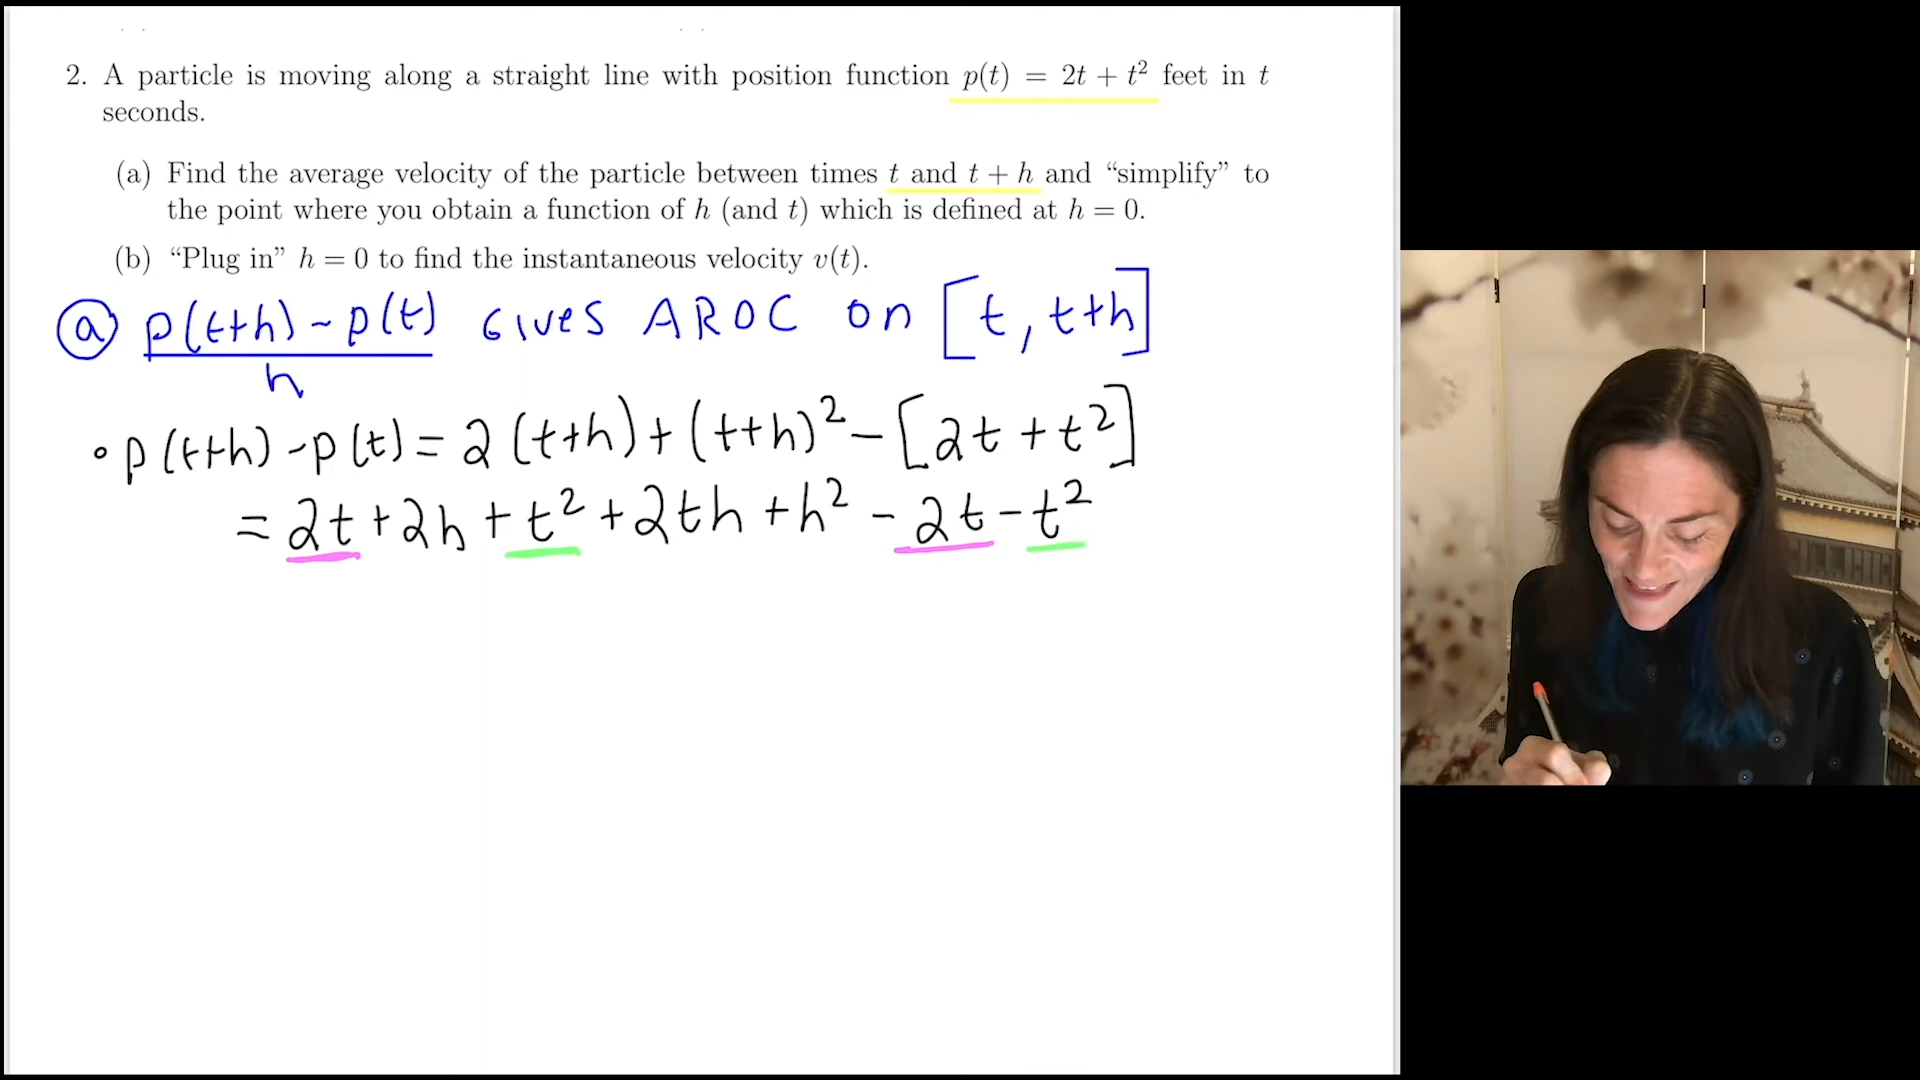 2. A particle is moving along a straight line with position function p(t) = 2t + t² feet in t
seconds.
(a) Find the average velocity of the particle between times t and t + h and “simplify” to
the point where you obtain a function of h (and t) which is defined at h = 0.
(b) “Plug in” h = 0 to find the instantaneous velocity v(t).
(a) p(t+h) - p(t) GIVES AROC on [t, t+h]
h
• p(t+h) - p(t) = 2(t+h) + (t+h)² - [2t + t²]
= 2t + 2h + t² + 2th + h² - 2t - t²